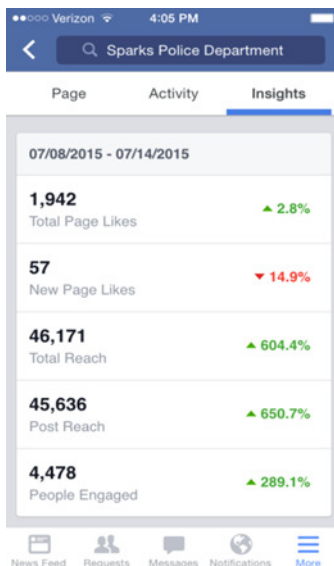 Verizon 4:05 PM
Sparks Police Department
Page Activity Insights
07/08/2015 - 07/14/2015
1,942
Total Page Likes
2.8%
57
New Page Likes
14.9%
46,171
Total Reach
604.4%
45,636
Post Reach
650.7%
4,478
People Engaged
289.1%
News Feed Requests Messages Notifications More